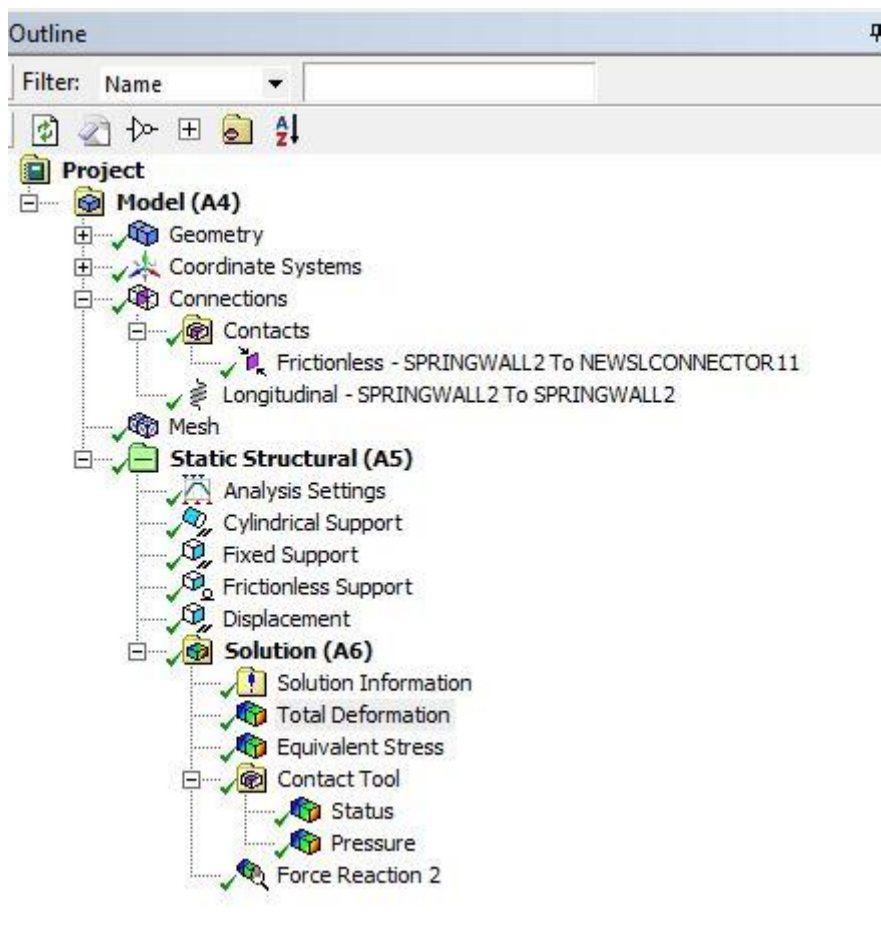 Outline
Filter: Name
Project
Model (A4)
Geometry
Coordinate Systems
Connections
Contacts
Frictionless - SPRINGWALL2 To NEWSLCONNECTOR11
Longitudinal - SPRINGWALL2 To SPRINGWALL2
Mesh
Static Structural (A5)
Analysis Settings
Cylindrical Support
Fixed Support
Frictionless Support
Displacement
Solution (A6)
Solution Information
Total Deformation
Equivalent Stress
Contact Tool
Status
Pressure
Force Reaction 2